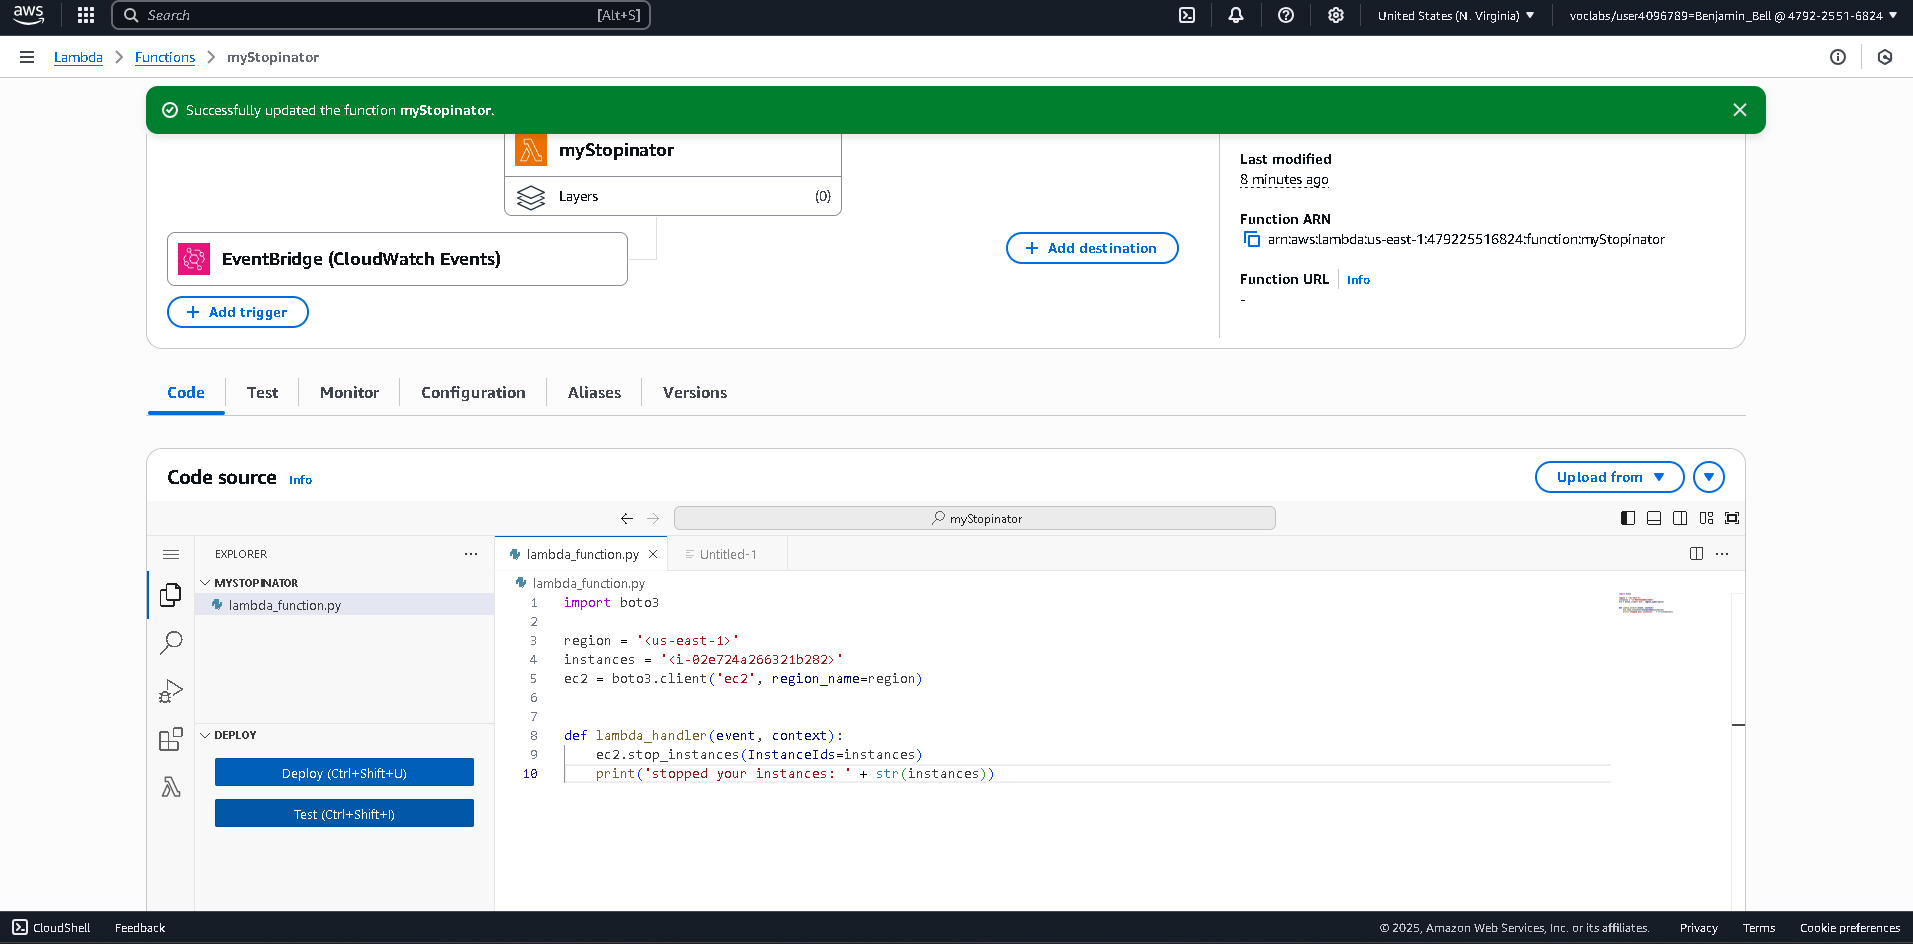 aws
Search [Alt+S]
United States (N. Virginia)
voclabs/user4096789=Benjamin_Bell @ 4792-2551-6824
Lambda
Functions
myStopinator
Successfully updated the function myStopinator.
myStopinator
Layers (0)
EventBridge (CloudWatch Events)
+ Add trigger
+ Add destination
Last modified
8 minutes ago
Function ARN
arn:aws:lambda:us-east-1:479225516824:function:myStopinator
Function URL Info
-
Code
Test
Monitor
Configuration
Aliases
Versions
Code source Info
Upload from
myStopinator
EXPLORER
MYSTOPINATOR
lambda_function.py
DEPLOY
Deploy (Ctrl+Shift+U)
Test (Ctrl+Shift+I)
lambda_function.py
Untitled-1
lambda_function.py
1 import boto3
2
3 region = '<us-east-1>'
4 instances = '<i-02e724a266321b282>'
5 ec2 = boto3.client('ec2', region_name=region)
6
7
8 def lambda_handler(event, context):
9 ec2.stop_instances(InstanceIds=instances)
10 print('stopped your instances: ' + str(instances))
CloudShell
Feedback
© 2025, Amazon Web Services, Inc. or its affiliates.
Privacy
Terms
Cookie preferences